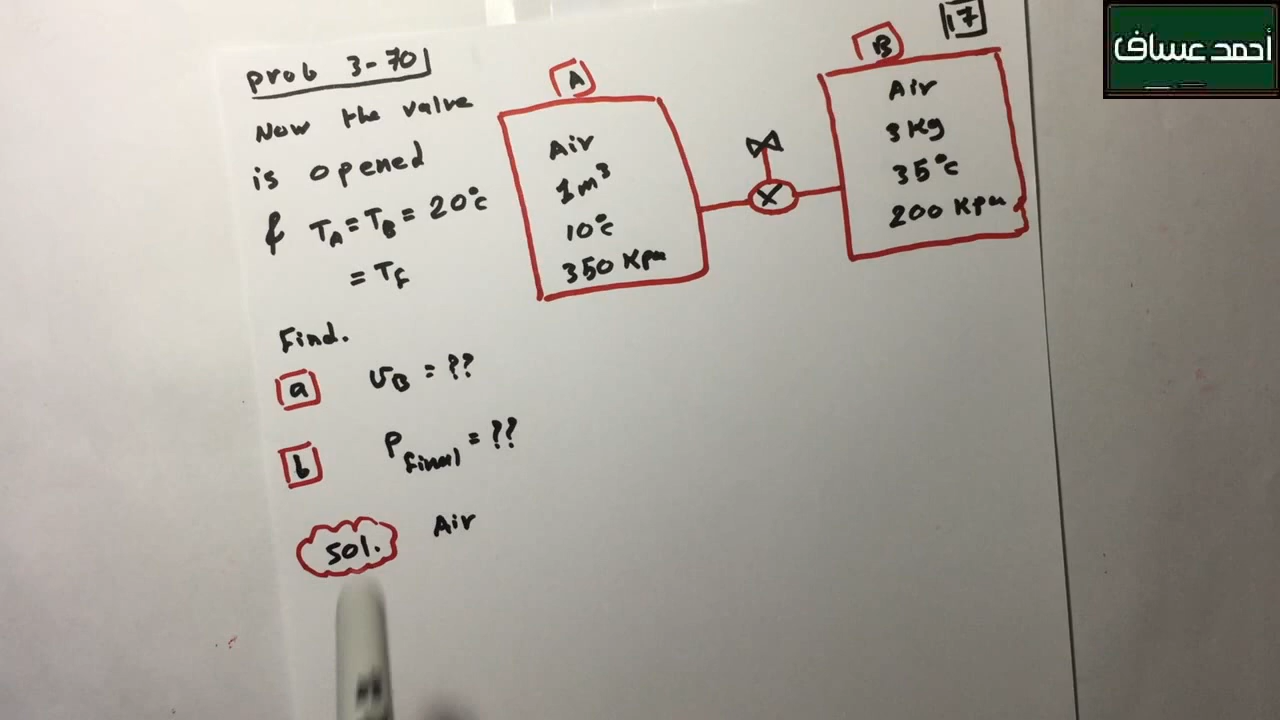 prob 3-70
Now the valve
is opened
& T_A = T_B = 20°c
= T_F
Find.
a V_B = ??
b P_final = ??
Sol. Air
A
Air
1 m³
10°c
350 Kpa
B
Air
3 Kg
35°c
200 Kpa
17
أحمد عساف